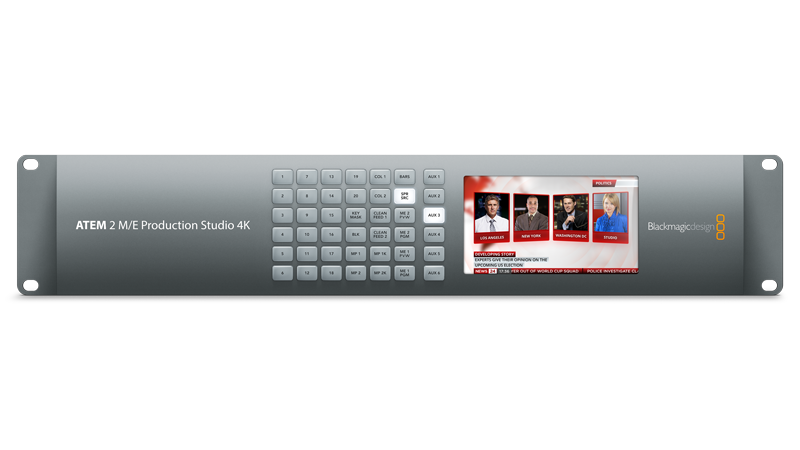 ATEM 2 M/E Production Studio 4K
1 7 13 19 COL 1 BARS AUX 1
2 8 14 20 COL 2 SPR SRC AUX 2
3 9 15 KEY MASK CLEAN FEED 1 ME 2 PVW AUX 3
4 10 16 BLK CLEAN FEED 2 ME 2 PGM AUX 4
5 11 17 MP 1 MP 1K ME 1 PVW AUX 5
6 12 18 MP 2 MP 2K ME 1 PGM AUX 6
POLITICS
LOS ANGELES NEW YORK WASHINGTON DC STUDIO
DEVELOPING STORY
EXPERTS GIVE THEIR OPINION ON THE
UPCOMING US ELECTION
NEWS 24 17:36 FER OUT OF WORLD CUP SQUAD POLICE INVESTIGATE CL
Blackmagicdesign